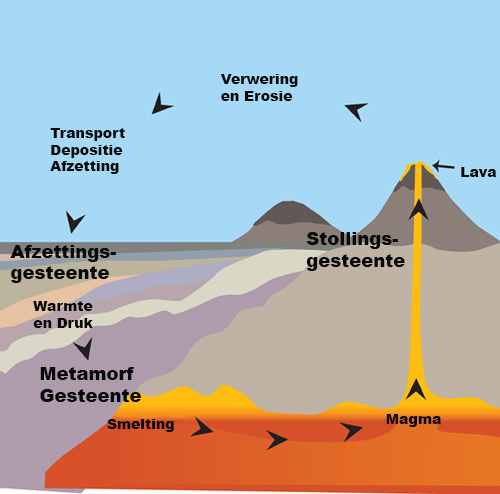 Verwering
en Erosie
Transport
Depositie
Afzetting
Lava
Stollings-
gesteente
Afzettings-
gesteente
Warmte
en Druk
Metamorf
Gesteente
Smelting
Magma